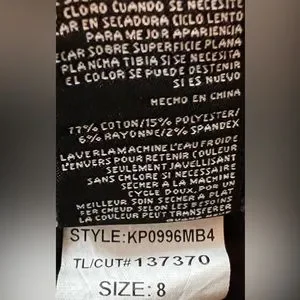 CLORO CUANDO SE NECESITE
CAR EN SECADORA CICLO LENTO
PARA MEJOR APARIENCIA
ECAR SOBRE SUPERFICIE PLANA
PLANCHA TIBIA SI SE NECESITA
EL COLOR SE PUEDE DESTENIR
SI ES NUEVO
HECHO EN CHINA
77% COTON/15% POLYESTER/
6% RAYONNE/2% SPANDEX
LAVER LA MACHINE L'EAU FROIDE
L'ENVERS POUR RETENIR COULEUR
SEULEMENT JAVELLISANT
SANS CHLORE SI NECESSAIRE
SECHER A LA MACHINE
CYCLE DOUX, POUR UN
MEILLEUR SOIN SECHER A PLAT
FER CHAUD SELON LES BESOINS
LA COULEUR PEUT TRANSFERER
STYLE:KP0996MB4
TL/CUT#137370
SIZE: 8